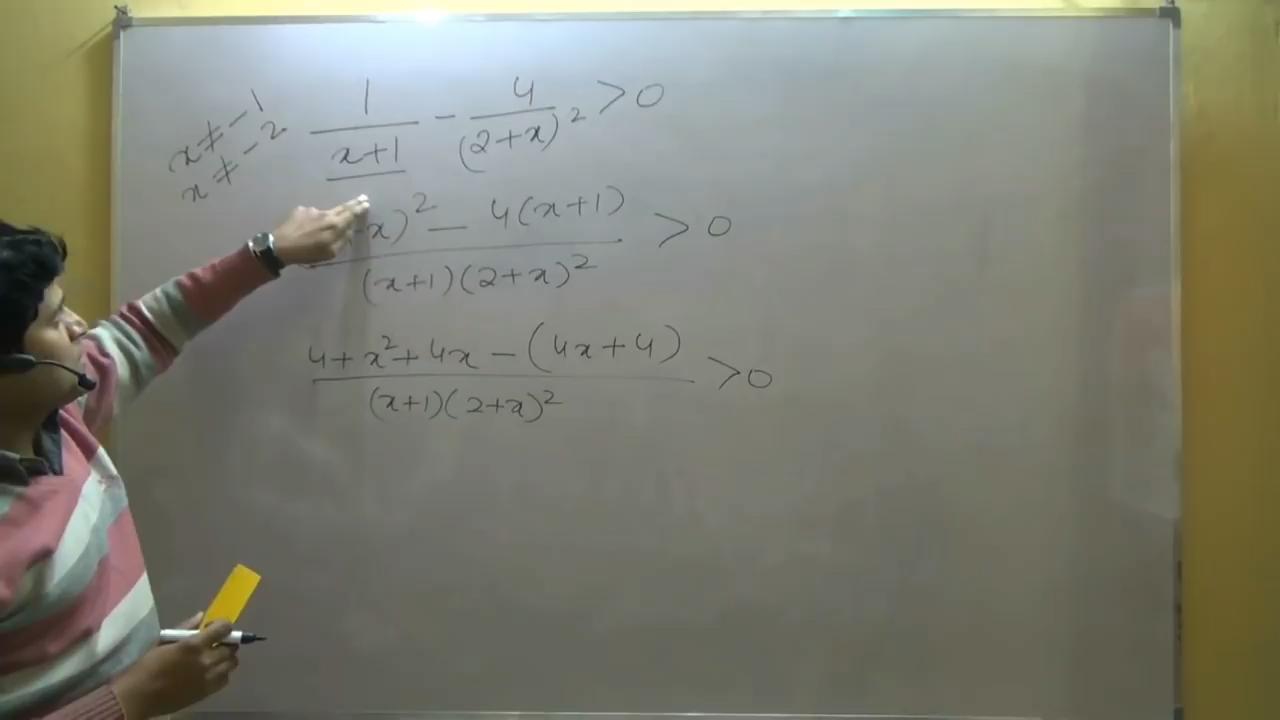 x ≠ -1
x ≠ -2
1/(x+1) - 4/(2+x)² > 0
x)² - 4(x+1) / (x+1)(2+x)² > 0
4+x²+4x-(4x+4) / (x+1)(2+x)² > 0